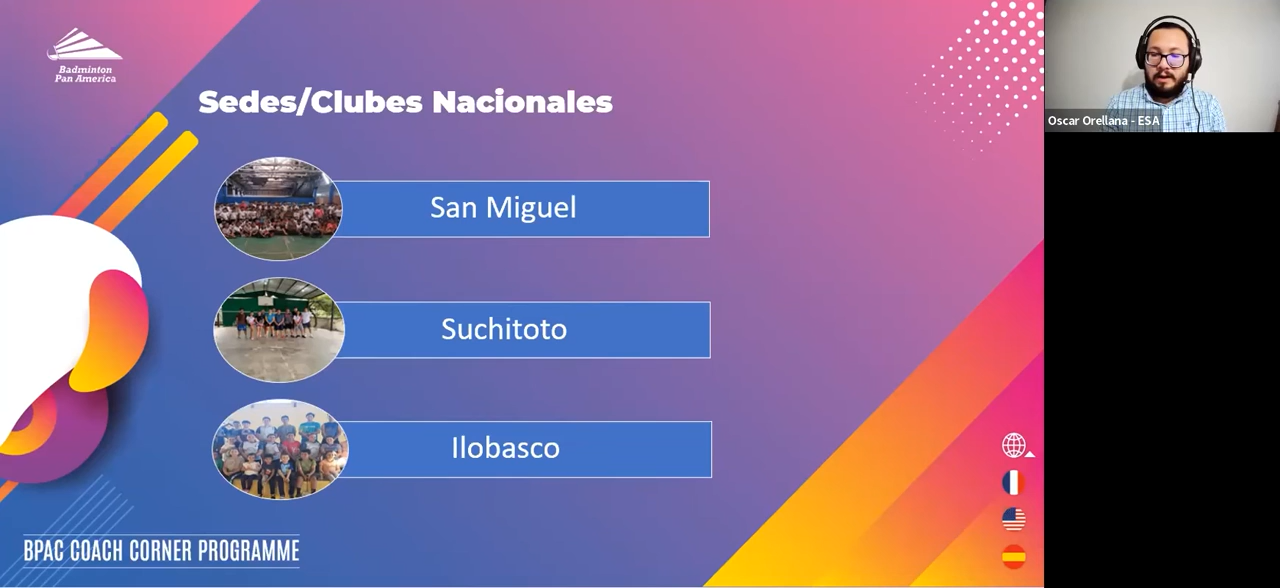 Badminton
Pan America
Sedes/Clubes Nacionales
San Miguel
Suchitoto
Ilobasco
BPAC COACH CORNER PROGRAMME
Oscar Orellana - ESA